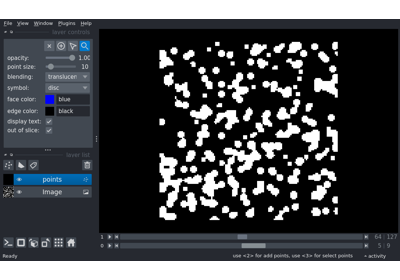 File View Window Plugins Help
layer controls
opacity: 1.00
point size: 10
blending: translucen
symbol: disc
face color: blue
edge color: black
display text:
out of slice:
layer list
points
Image
1 64 127
0 5 9
Ready use <2> for add points, use <3> for select points activity